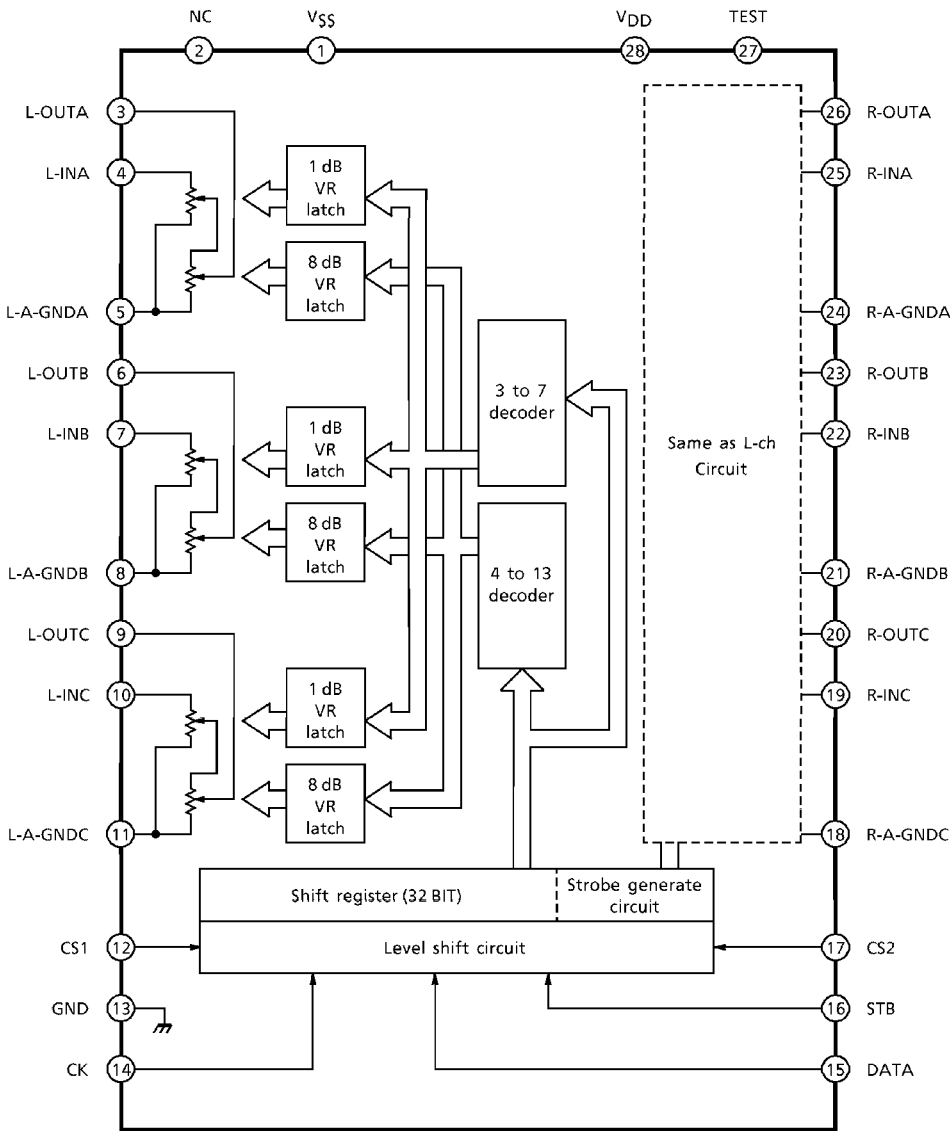 NC
VSS
VDD
TEST
2
1
28
27
L-OUTA
3
26
R-OUTA
L-INA
4
25
R-INA
L-A-GNDA
5
24
R-A-GNDA
L-OUTB
6
23
R-OUTB
L-INB
7
22
R-INB
L-A-GNDB
8
21
R-A-GNDB
L-OUTC
9
20
R-OUTC
L-INC
10
19
R-INC
L-A-GNDC
11
18
R-A-GNDC
CS1
12
17
CS2
GND
13
16
STB
CK
14
15
DATA
1 dB
VR
latch
8 dB
VR
latch
1 dB
VR
latch
8 dB
VR
latch
1 dB
VR
latch
8 dB
VR
latch
3 to 7
decoder
4 to 13
decoder
Same as L-ch
Circuit
Shift register (32 BIT)
Strobe generate
circuit
Level shift circuit